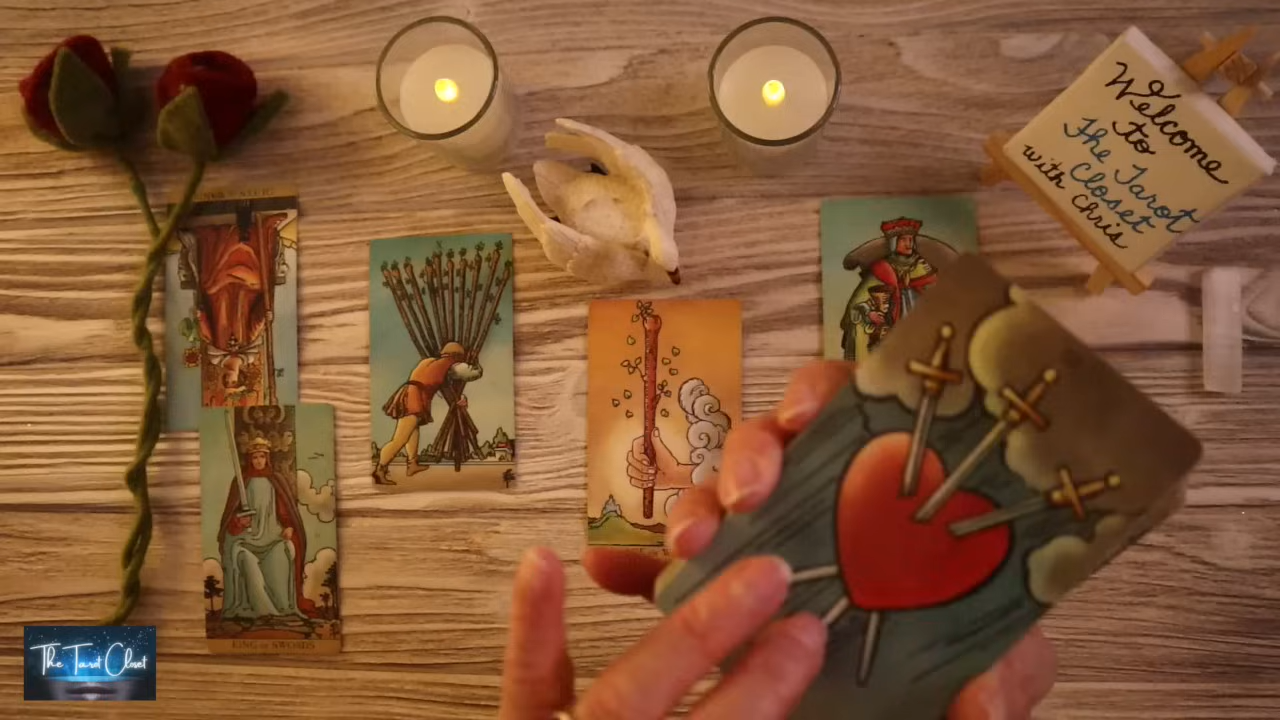 Welcome
to
The Tarot
Closet
with Chris
X
KING of SWORDS
The Tarot Closet